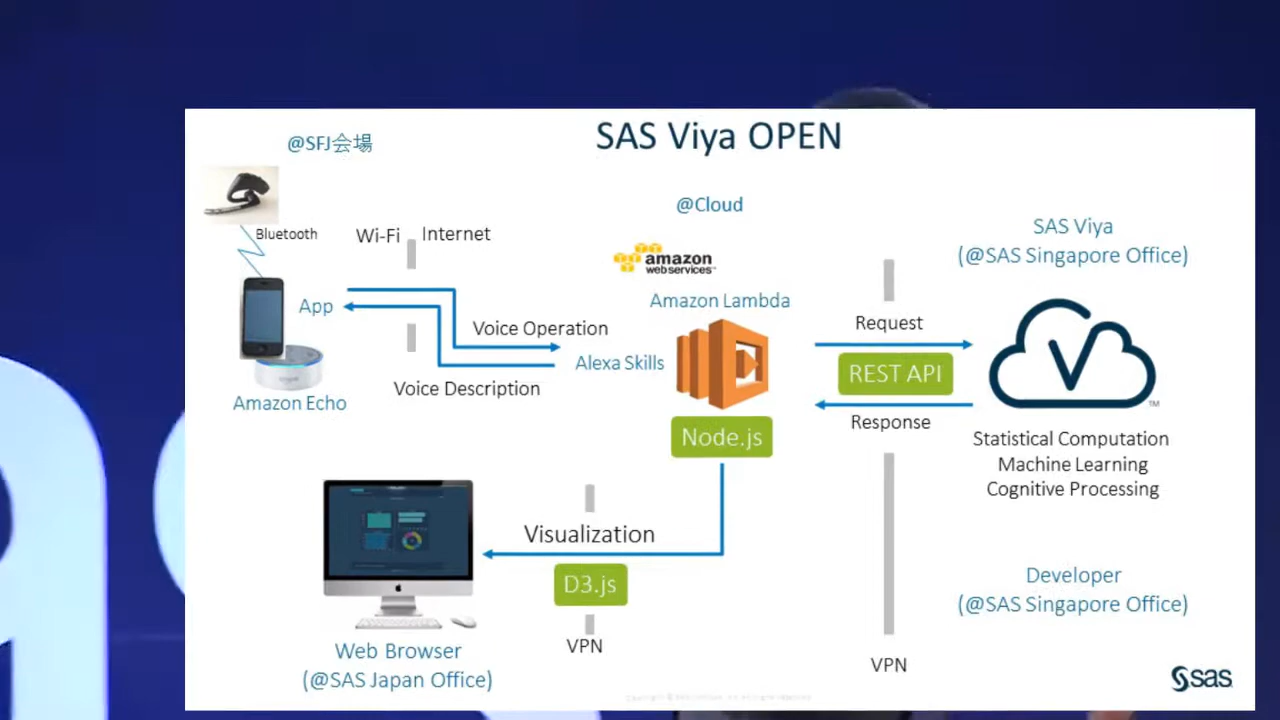 SAS Viya OPEN
@SFJ会場
@Cloud
Bluetooth
Wi-Fi
Internet
SAS Viya
(@SAS Singapore Office)
amazon
webservices™
Amazon Lambda
App
Voice Operation
Request
Alexa Skills
REST API
Voice Description
Amazon Echo
TM
Response
Node.js
Statistical Computation
Machine Learning
Cognitive Processing
Visualization
D3.js
Developer
(@SAS Singapore Office)
VPN
Web Browser
(@SAS Japan Office)
VPN
sas